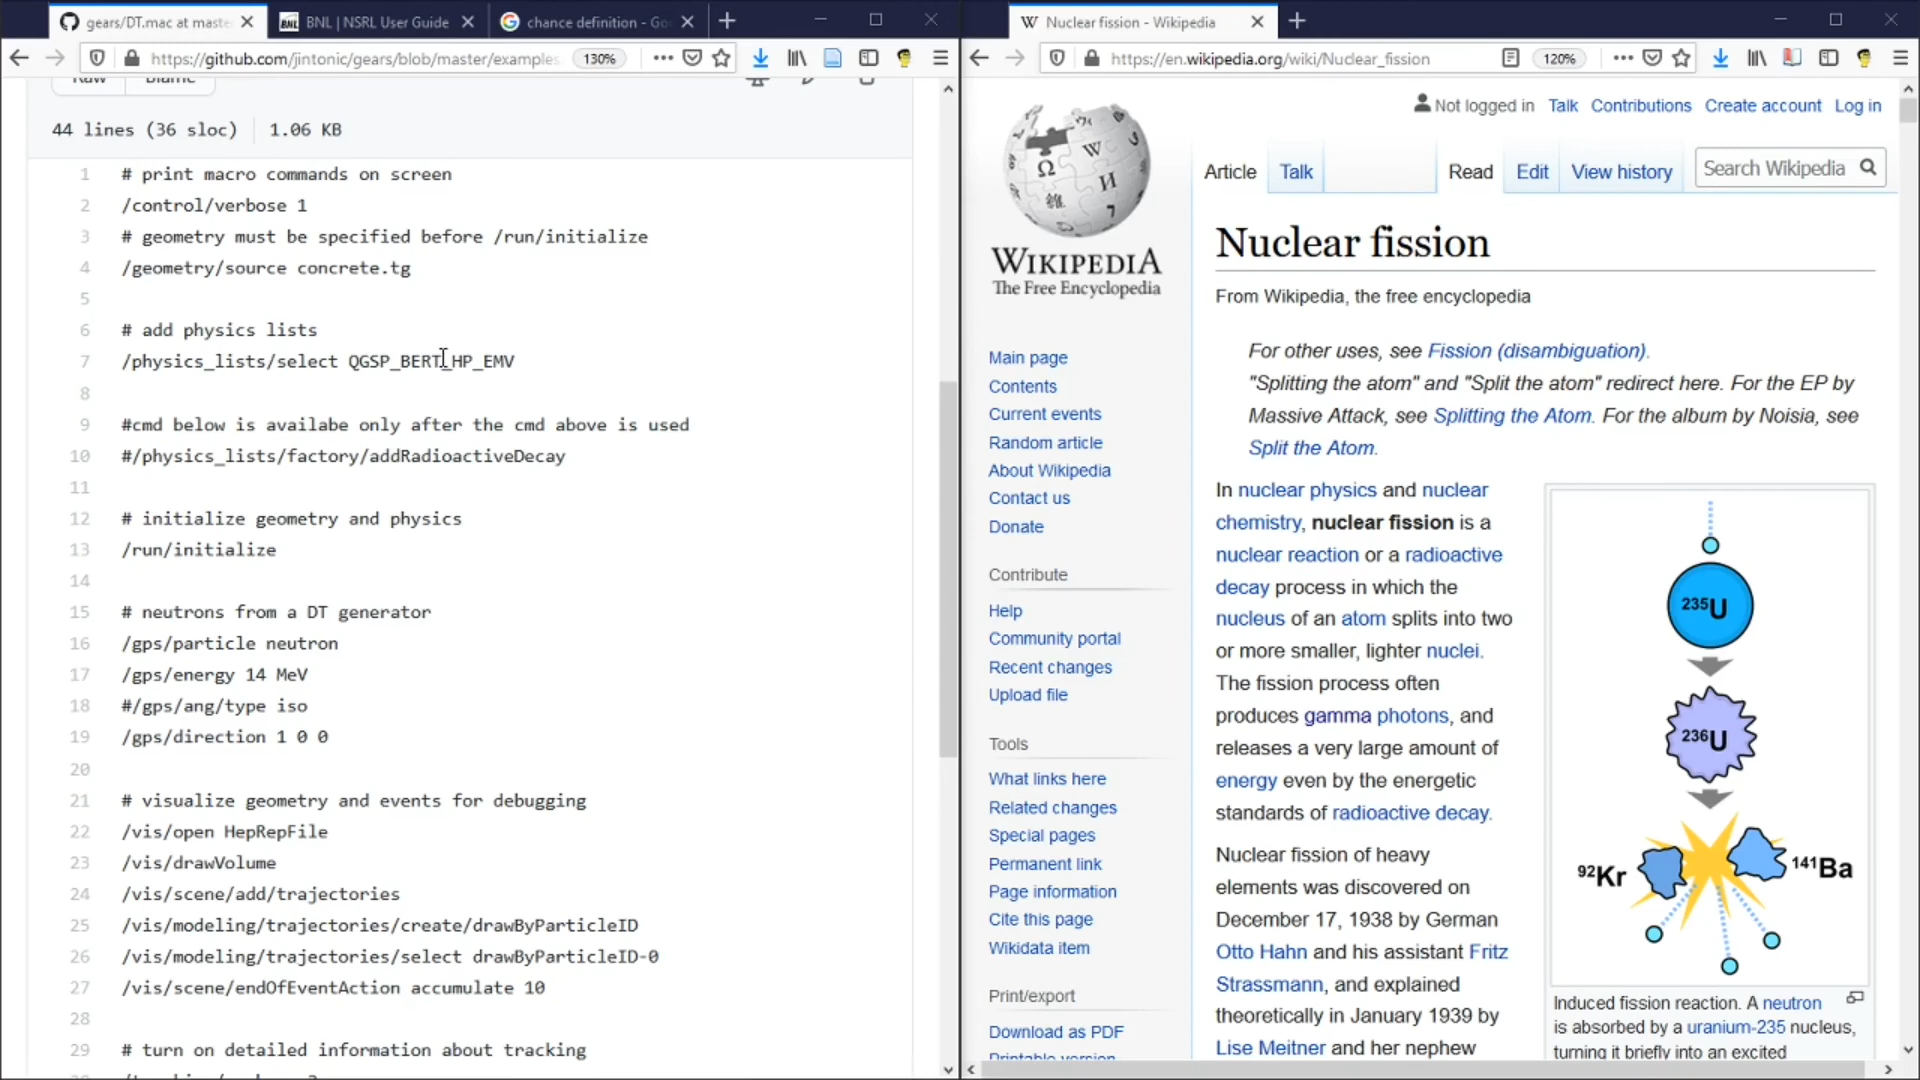 gears/DT.mac at maste
BNL | NSRL User Guide
chance definition - Go
https://github.com/jintonic/gears/blob/master/examples
130%
Raw
Blame
44 lines (36 sloc)
1.06 KB
1 # print macro commands on screen
2 /control/verbose 1
3 # geometry must be specified before /run/initialize
4 /geometry/source concrete.tg
5
6 # add physics lists
7 /physics_lists/select QGSP_BERT_HP_EMV
8
9 #cmd below is availabe only after the cmd above is used
10 #/physics_lists/factory/addRadioactiveDecay
11
12 # initialize geometry and physics
13 /run/initialize
14
15 # neutrons from a DT generator
16 /gps/particle neutron
17 /gps/energy 14 MeV
18 #/gps/ang/type iso
19 /gps/direction 1 0 0
20
21 # visualize geometry and events for debugging
22 /vis/open HepRepFile
23 /vis/drawVolume
24 /vis/scene/add/trajectories
25 /vis/modeling/trajectories/create/drawByParticleID
26 /vis/modeling/trajectories/select drawByParticleID-0
27 /vis/scene/endOfEventAction accumulate 10
28
29 # turn on detailed information about tracking
Nuclear fission - Wikipedia
https://en.wikipedia.org/wiki/Nuclear_fission
120%
Not logged in Talk Contributions Create account Log in
Article Talk
Read Edit View history
Search Wikipedia
WIKIPEDIA
The Free Encyclopedia
Main page
Contents
Current events
Random article
About Wikipedia
Contact us
Donate
Contribute
Help
Community portal
Recent changes
Upload file
Tools
What links here
Related changes
Special pages
Permanent link
Page information
Cite this page
Wikidata item
Print/export
Download as PDF
Printable version
Nuclear fission
From Wikipedia, the free encyclopedia
For other uses, see Fission (disambiguation).
"Splitting the atom" and "Split the atom" redirect here. For the EP by
Massive Attack, see Splitting the Atom. For the album by Noisia, see
Split the Atom.
In nuclear physics and nuclear
chemistry, nuclear fission is a
nuclear reaction or a radioactive
decay process in which the
nucleus of an atom splits into two
or more smaller, lighter nuclei.
The fission process often
produces gamma photons, and
releases a very large amount of
energy even by the energetic
standards of radioactive decay.
Nuclear fission of heavy
elements was discovered on
December 17, 1938 by German
Otto Hahn and his assistant Fritz
Strassmann, and explained
theoretically in January 1939 by
Lise Meitner and her nephew
235U
236U
92Kr
141Ba
Induced fission reaction. A neutron
is absorbed by a uranium-235 nucleus,
turning it briefly into an excited